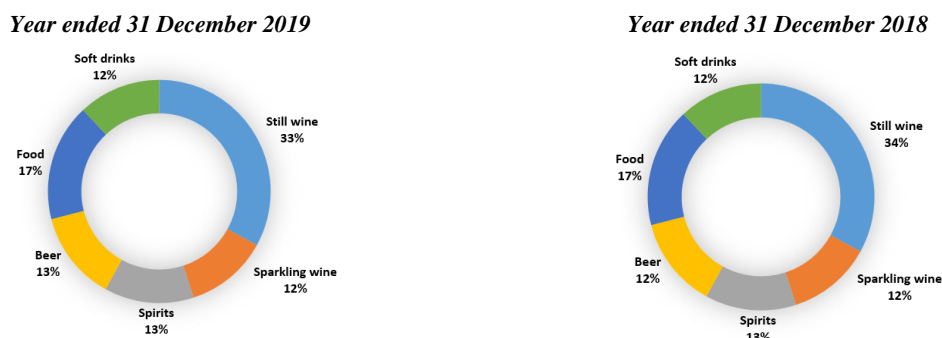 Year ended 31 December 2019
Soft drinks
12%
Still wine
33%
Food
17%
Beer
13%
Sparkling wine
12%
Spirits
13%
Year ended 31 December 2018
Soft drinks
12%
Still wine
34%
Food
17%
Beer
12%
Sparkling wine
12%
Spirits
13%